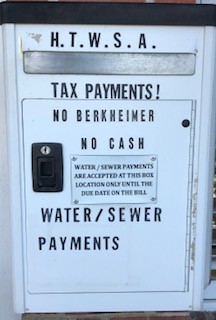 H.T.W.S.A.
TAX PAYMENTS!
NO BERKHEIMER
NO CASH
WATER / SEWER PAYMENTS
ARE ACCEPTED AT THIS BOX
LOCATION ONLY UNTIL THE
DUE DATE ON THE BILL
WATER/SEWER
PAYMENTS